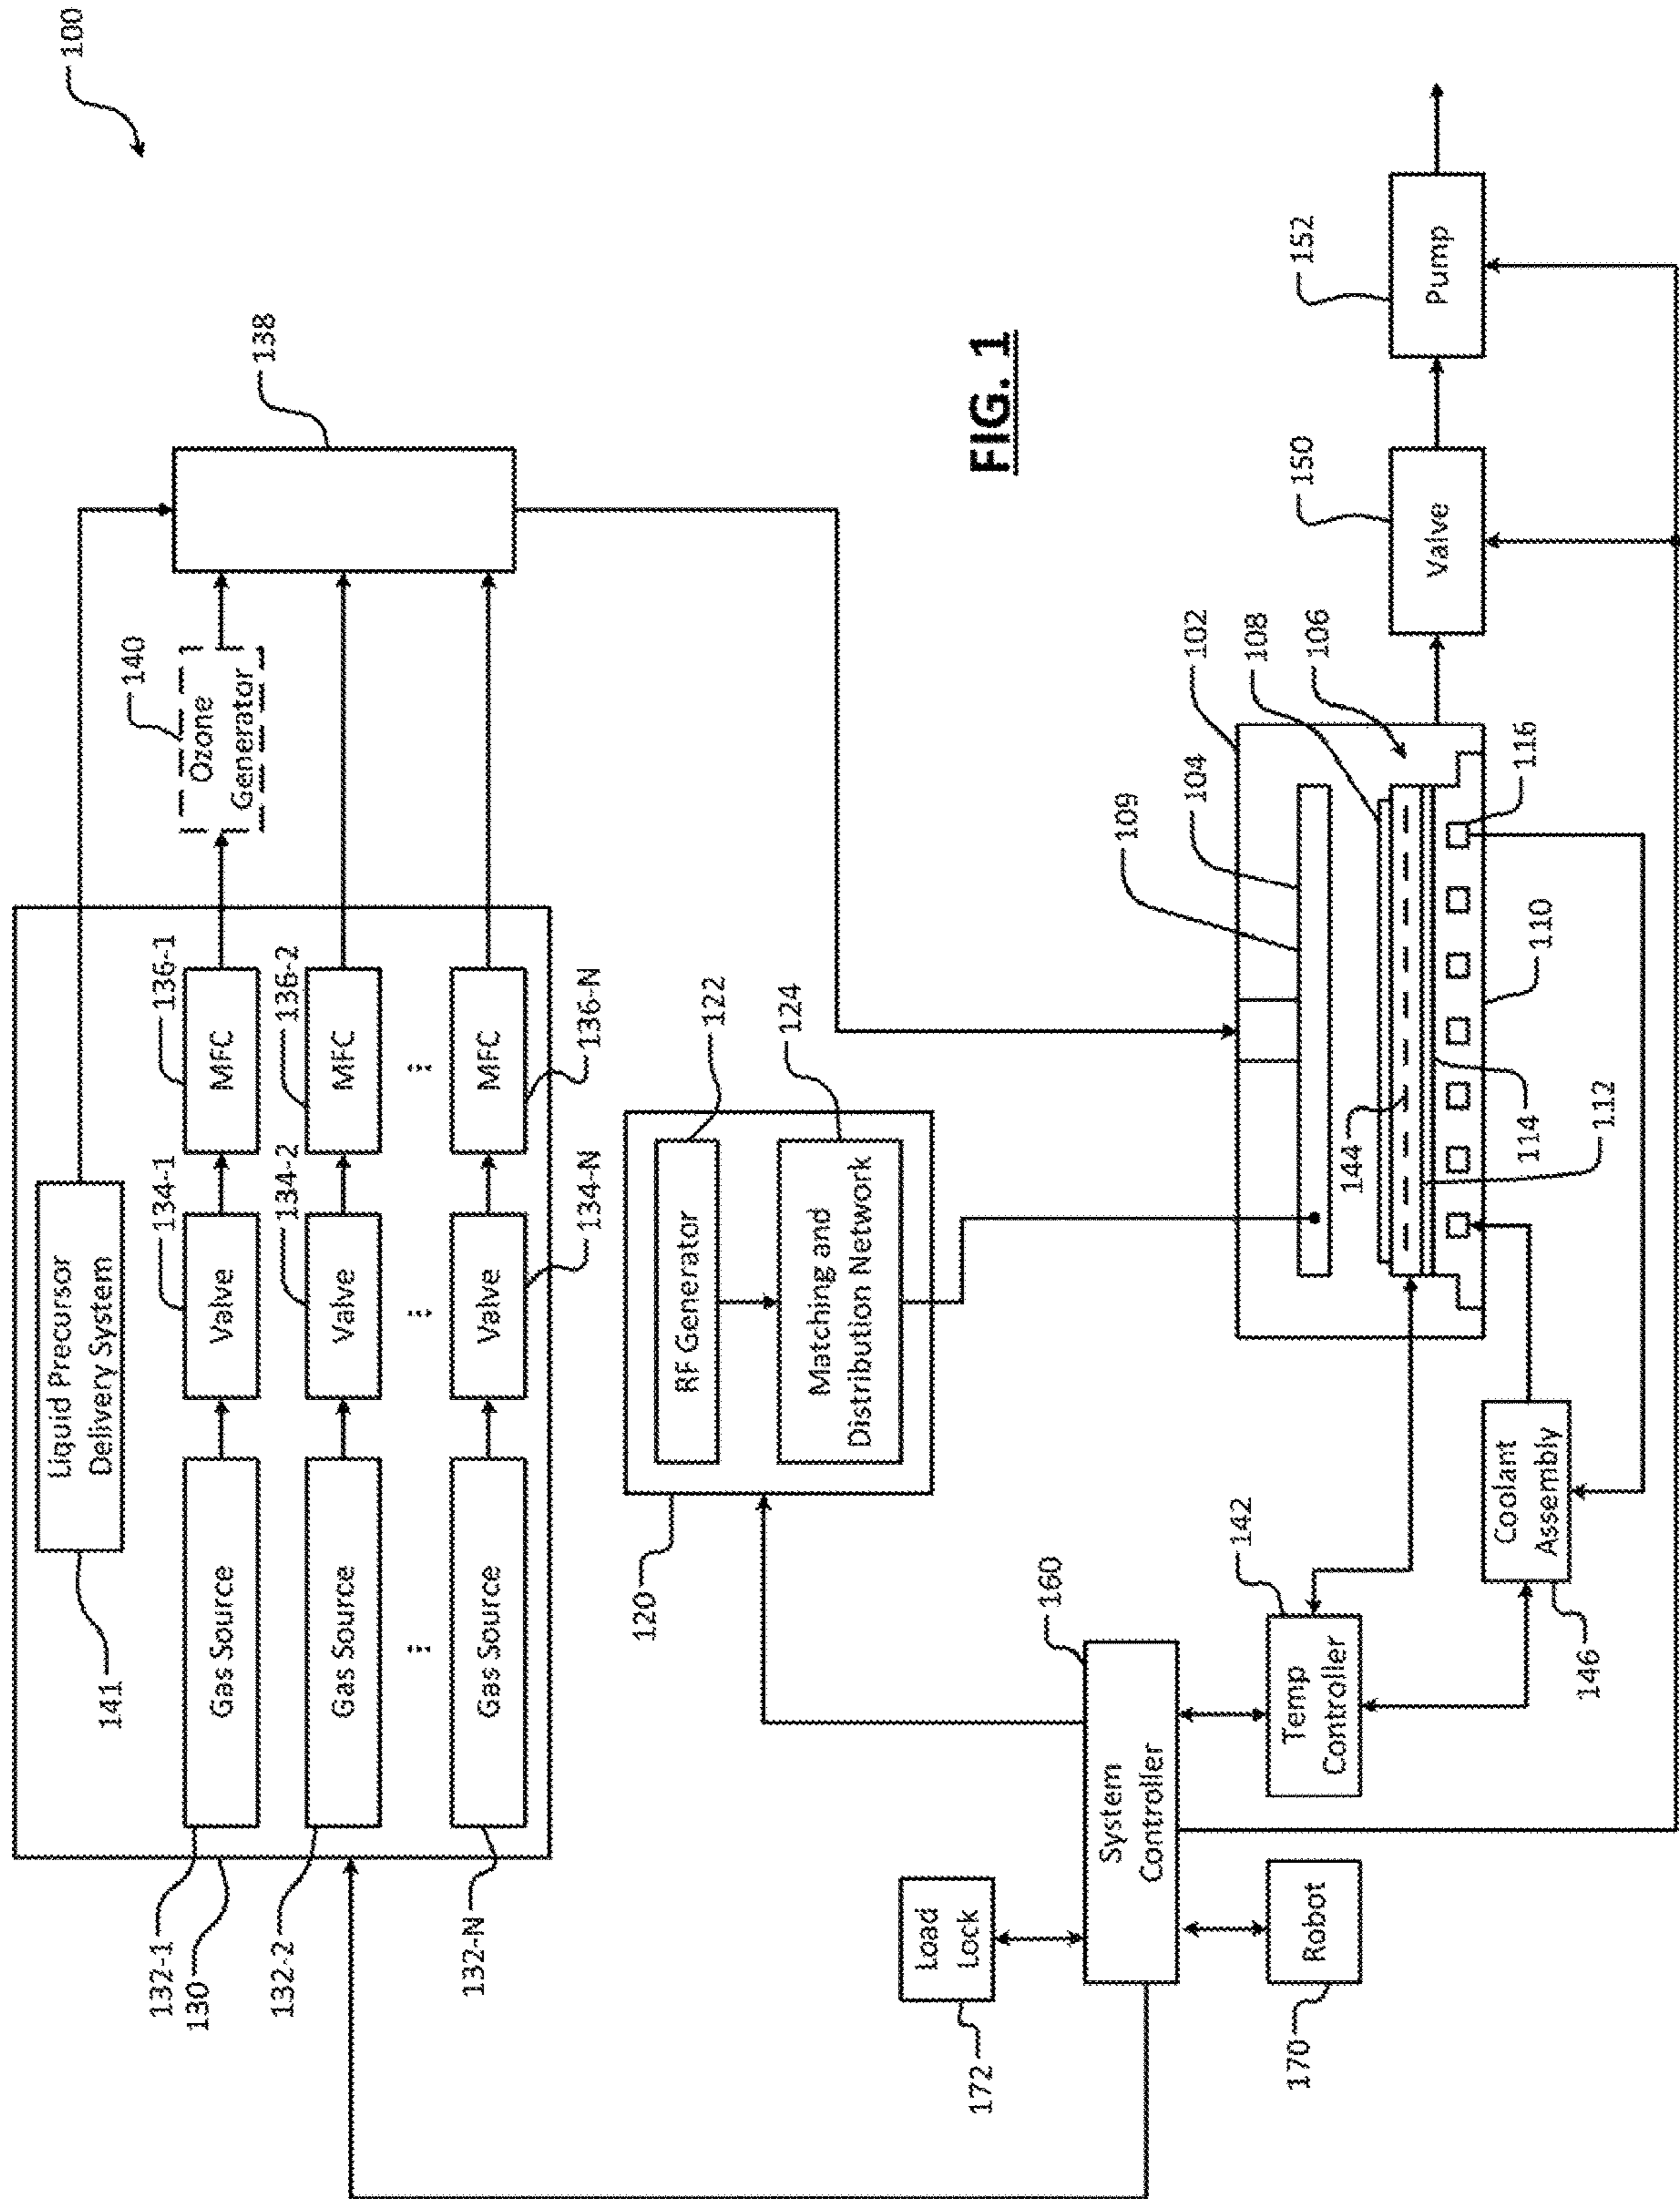 100
Liquid Precursor
Delivery System
141
132-1
130
Gas Source
134-1
Valve
136-1
MFC
140
Ozone
Generator
138
132-2
Gas Source
134-2
Valve
136-2
MFC
⋮
⋮
⋮
132-N
Gas Source
Valve
134-N
MFC
136-N
120
RF Generator
122
Matching and
Distribution Network
124
FIG. 1
172
Load
Lock
160
System
Controller
170
Robot
142
Temp
Controller
146
Coolant
Assembly
109
104
102
108
106
144
114
112
110
116
150
Valve
152
Pump